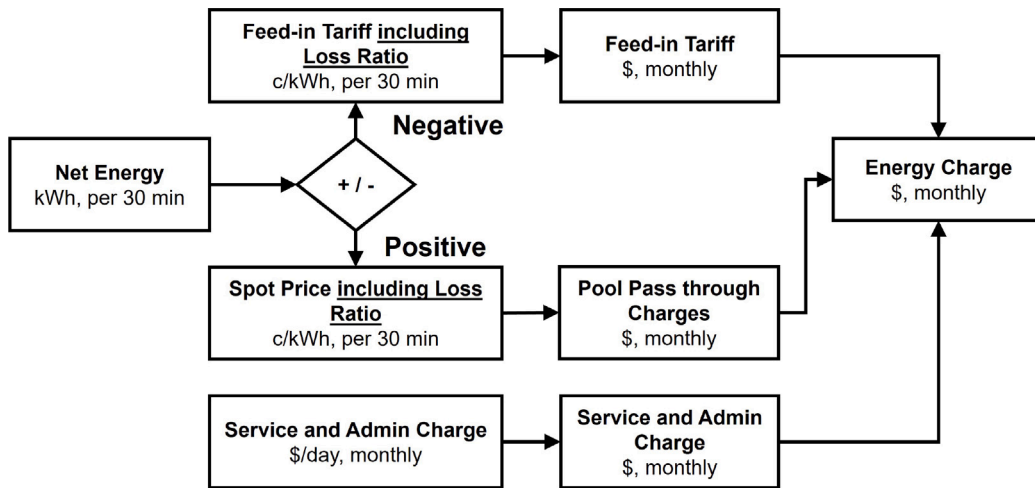 Feed-in Tariff including
Loss Ratio
c/kWh, per 30 min
Feed-in Tariff
$, monthly
Negative
Net Energy
kWh, per 30 min
+ / -
Energy Charge
$, monthly
Positive
Spot Price including Loss
Ratio
c/kWh, per 30 min
Pool Pass through
Charges
$, monthly
Service and Admin Charge
$/day, monthly
Service and Admin
Charge
$, monthly